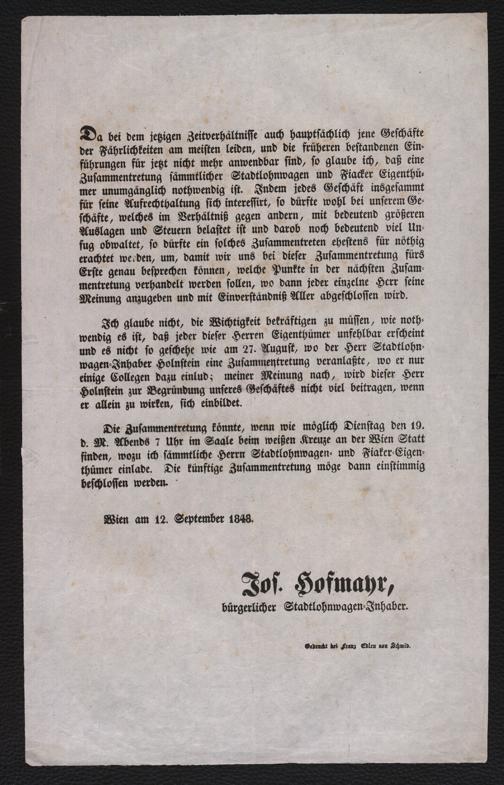 Da bei dem jetzigen Zeitverhältnisse auch hauptsächlich jene Geschäfte
der Fährlichkeiten am meisten leiden, und die früheren bestandenen Ein-
führungen für jetzt nicht mehr anwendbar sind, so glaube ich, daß eine
Zusammentretung sämmtlicher Stadtlohnwagen und Fiacker Eigenthü-
mer unumgänglich nothwendig ist. Indem jedes Geschäft insgesammt
für seine Aufrechthaltung sich interessirt, so dürfte wohl bei unserem Ge-
schäfte, welches im Verhältniß gegen andern, mit bedeutend größeren
Auslagen und Steuern belastet ist und darob noch bedeutend viel Un-
fug obwaltet, so dürfte ein solches Zusammentreten ehestens für nöthig
erachtet werden, um, damit wir uns bei dieser Zusammentretung fürs
Erste genau besprechen können, welche Punkte in der nächsten Zusam-
mentretung verhandelt werden sollen, wo dann jeder einzelne Herr seine
Meinung anzugeben und mit Einverständniß Aller abgeschlossen wird.
Ich glaube nicht, die Wichtigkeit bekräftigen zu müssen, wie noth-
wendig es ist, daß jeder dieser Herren Eigenthümer unfehlbar erscheint
und es nicht so geschehe wie am 27. August, wo der Herr Stadtlohn-
wagen-Inhaber Holnstein eine Zusammentretung veranlaßte, wo er nur
einige Collegen dazu einlud; meiner Meinung nach, wird dieser Herr
Holnstein zur Begründung unseres Geschäftes nicht viel beitragen, wenn
er allein zu wirken, sich einbildet.
Die Zusammentretung könnte, wenn wie möglich Dienstag den 19.
d. M. Abends 7 Uhr im Saale beim weißen Kreuze an der Wien Statt
finden, wozu ich sämmtliche Herrn Stadtlohnwagen- und Fiaker-Eigen-
thümer einlade. Die künftige Zusammentretung möge dann einstimmig
beschlossen werden.
Wien am 12. September 1848.
Jos. Hofmayr,
bürgerlicher Stadtlohnwagen-Inhaber.
Gedruckt bei Franz Edlen von Schmid.